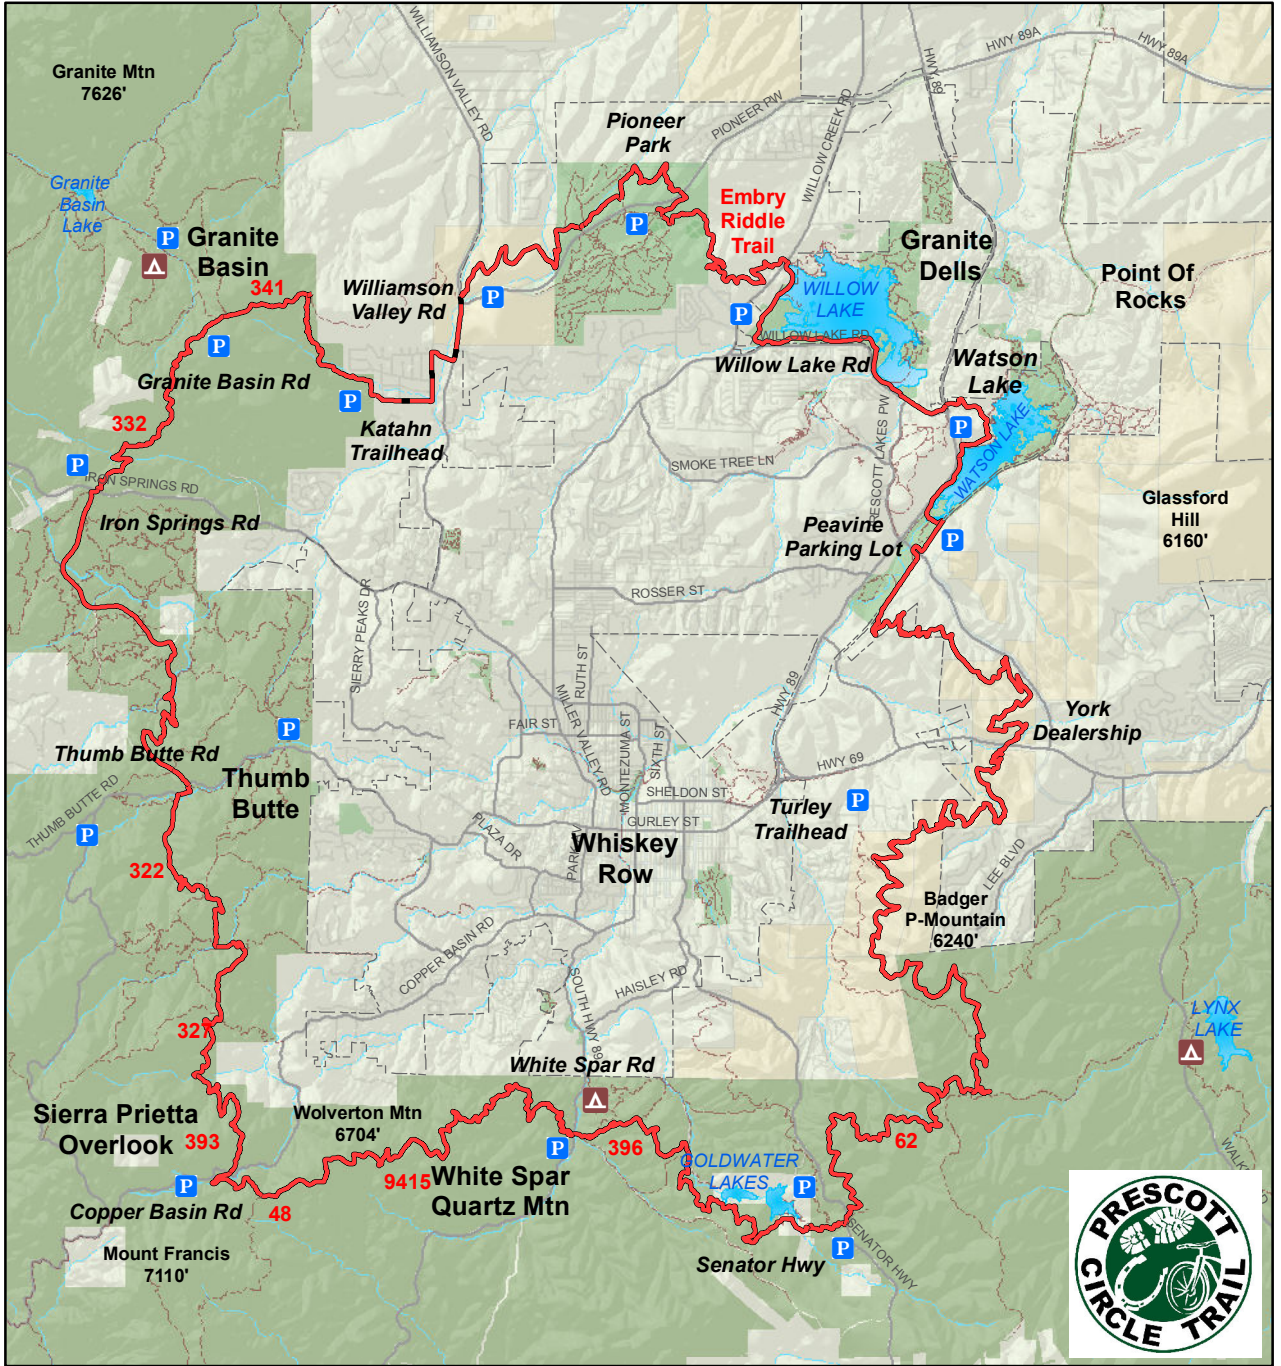 WILLIAMSON VALLEY RD
HWY 89
HWY 89A
HWY 89A
Granite Mtn
7626'
Pioneer
Park
PIONEER PW
WILLOW CREEK RD
Granite
Basin
Lake
P
Granite
Basin
341
P
Embry
Riddle
Trail
Granite
Dells
Point Of
Rocks
Williamson
Valley Rd
P
WILLOW
LAKE
P
WILLOW LAKE RD
Willow Lake Rd
Watson
Lake
P
Granite Basin Rd
P
332
Katahn
Trailhead
PRESCOTT LAKES PW
P
WATSON LAKE
P
IRON SPRINGS RD
Iron Springs Rd
SMOKE TREE LN
Peavine
Parking Lot
P
Glassford
Hill
6160'
SIERRY PEAKS DR
ROSSER ST
RUTH ST
MILLER VALLEY RD
FAIR ST
MONTEZUMA ST
SIXTH ST
HWY 89
York
Dealership
P
Thumb Butte Rd
Thumb
Butte
THUMB BUTTE RD
P
HWY 69
SHELDON ST
Turley
Trailhead
P
GURLEY ST
PLAZA DR
PARK AV
Whiskey
Row
LEE BLVD
322
Badger
P-Mountain
6240'
COPPER BASIN RD
SOUTH HWY 89
HAISLEY RD
327
LYNX
LAKE
White Spar Rd
Sierra Prietta
Overlook
393
Wolverton Mtn
6704'
P
396
62
9415
White Spar
Quartz Mtn
GOLDWATER
LAKES
P
P
Copper Basin Rd
48
Mount Francis
7110'
Senator Hwy
P
SENATOR HWY
PRESCOTT
CIRCLE TRAIL